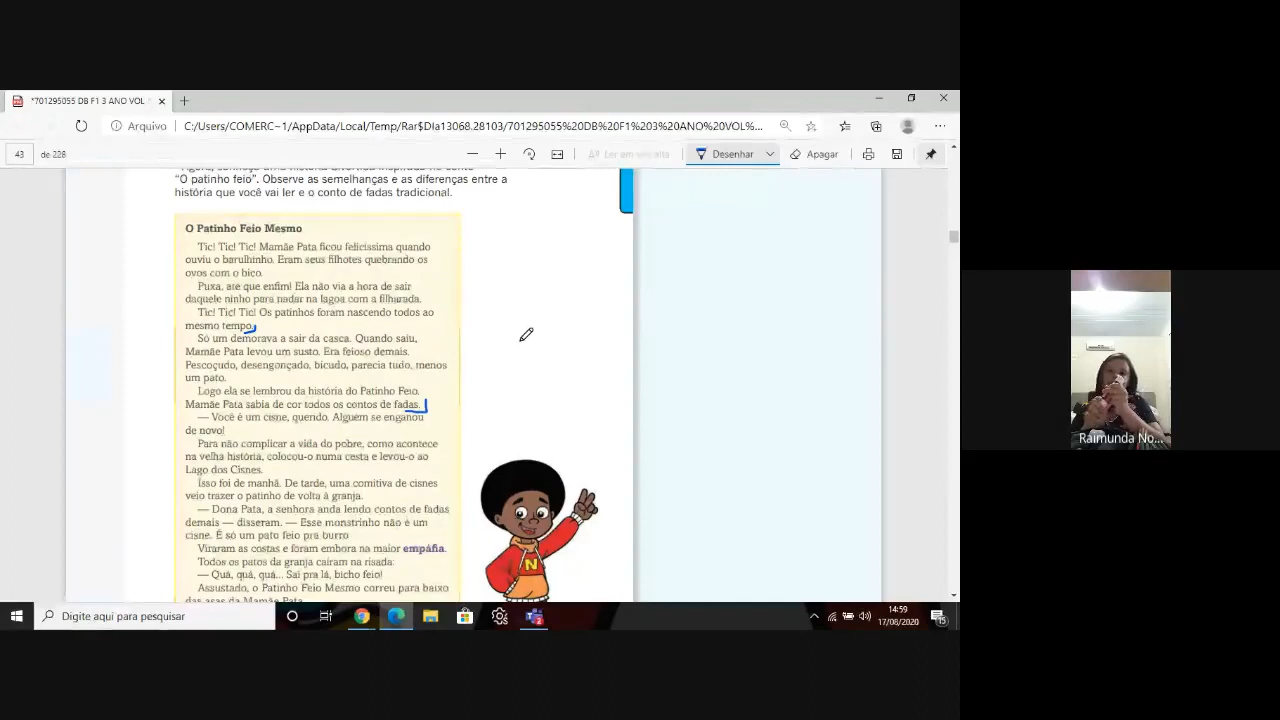 *701295055 DB F1 3 ANO VOL
Arquivo
C:/Users/COMERC~1/AppData/Local/Temp/Rar$DIa13068.28103/701295055%20DB%20F1%203%20ANO%20VOL%...
43
de 228
Ler em voz alta
Desenhar
Apagar
“O patinho feio”. Observe as semelhanças e as diferenças entre a
história que você vai ler e o conto de fadas tradicional.
O Patinho Feio Mesmo
Tic! Tic! Tic! Mamãe Pata ficou felicíssima quando
ouviu o barulhinho. Eram seus filhotes quebrando os
ovos com o bico.
Puxa, até que enfim! Ela não via a hora de sair
daquele ninho para nadar na lagoa com a filharada.
Tic! Tic! Tic! Os patinhos foram nascendo todos ao
mesmo tempo.
Só um demorava a sair da casca. Quando saiu,
Mamãe Pata levou um susto. Era feioso demais.
Pescoçudo, desengonçado, bicudo, parecia tudo, menos
um pato.
Logo ela se lembrou da história do Patinho Feio.
Mamãe Pata sabia de cor todos os contos de fadas.
— Você é um cisne, querido. Alguém se enganou
de novo!
Para não complicar a vida do pobre, como acontece
na velha história, colocou-o numa cesta e levou-o ao
Lago dos Cisnes.
Isso foi de manhã. De tarde, uma comitiva de cisnes
veio trazer o patinho de volta à granja.
— Dona Pata, a senhora anda lendo contos de fadas
demais — disseram. — Esse monstrinho não é um
cisne. É só um pato feio pra burro
Viraram as costas e foram embora na maior empáfia.
Todos os patos da granja caíram na risada:
— Quá, quá, quá... Sai pra lá, bicho feio!
Assustado, o Patinho Feio Mesmo correu para baixo
das asas da Mamãe Pata.
N
Raimunda No...
Digite aqui para pesquisar
14:59
17/08/2020
15